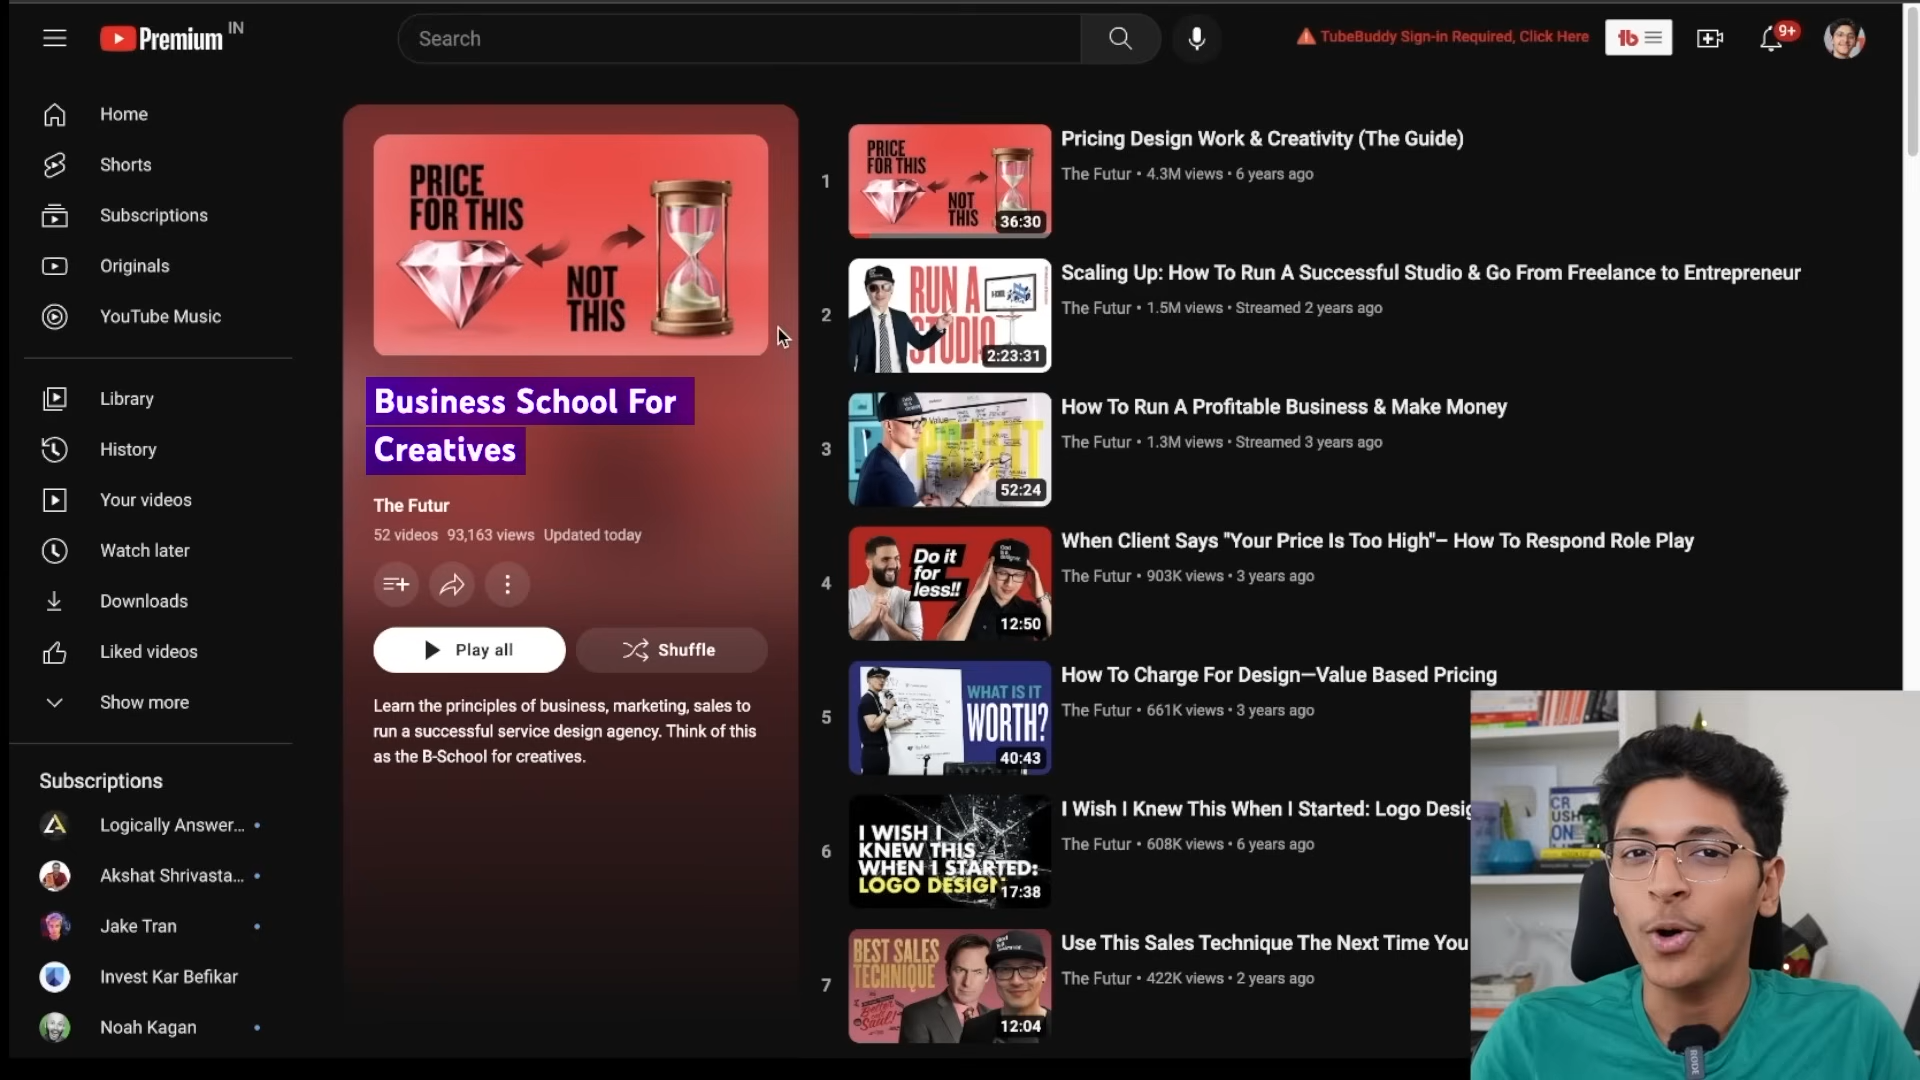 Premium IN
Search
TubeBuddy Sign-in Required, Click Here
tb
9+
Home
Shorts
Subscriptions
Originals
YouTube Music
Library
History
Your videos
Watch later
Downloads
Liked videos
Show more
Subscriptions
Logically Answer...
Akshat Shrivasta...
Jake Tran
Invest Kar Befikar
Noah Kagan
PRICE
FOR THIS
NOT
THIS
Business School For
Creatives
The Futur
52 videos 93,163 views Updated today
Play all
Shuffle
Learn the principles of business, marketing, sales to
run a successful service design agency. Think of this
as the B-School for creatives.
1
PRICE
FOR THIS
NOT
THIS
36:30
Pricing Design Work & Creativity (The Guide)
The Futur • 4.3M views • 6 years ago
2
RUN A
STUDIO
2:23:31
Scaling Up: How To Run A Successful Studio & Go From Freelance to Entrepreneur
The Futur • 1.5M views • Streamed 2 years ago
3
Value
52:24
How To Run A Profitable Business & Make Money
The Futur • 1.3M views • Streamed 3 years ago
4
Do it
for
less!!
12:50
When Client Says "Your Price Is Too High"– How To Respond Role Play
The Futur • 903K views • 3 years ago
5
WHAT IS IT
WORTH?
40:43
How To Charge For Design—Value Based Pricing
The Futur • 661K views • 3 years ago
6
I WISH I
KNEW THIS
WHEN I STARTED:
LOGO DESIGN
17:38
I Wish I Knew This When I Started: Logo Desig
The Futur • 608K views • 6 years ago
7
BEST SALES
TECHNIQUE
Better
Saul!
12:04
Use This Sales Technique The Next Time You
The Futur • 422K views • 2 years ago
CR
USH
ON
RODE